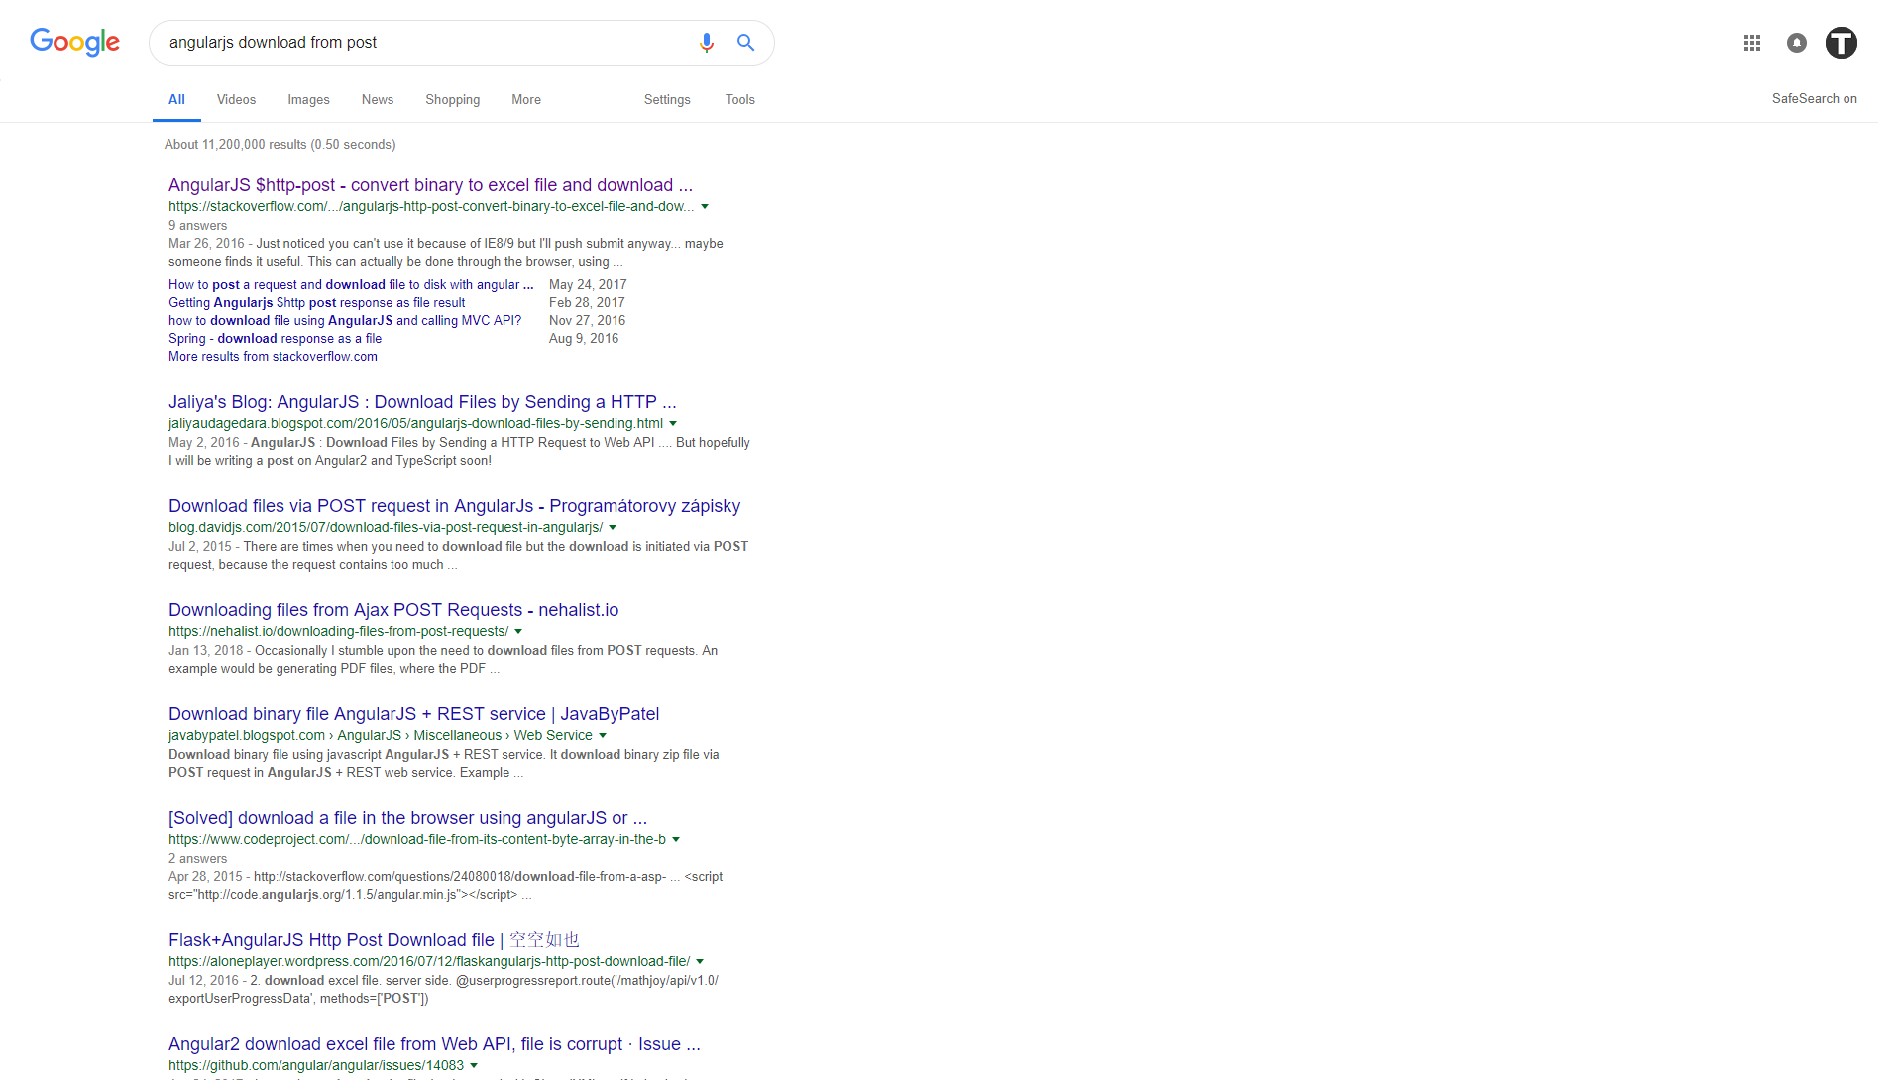 Google
angularjs download from post
T
All Videos Images News Shopping More Settings Tools
SafeSearch on
About 11,200,000 results (0.50 seconds)
AngularJS $http-post - convert binary to excel file and download ...
https://stackoverflow.com/.../angularjs-http-post-convert-binary-to-excel-file-and-dow...
9 answers
Mar 26, 2016 - Just noticed you can't use it because of IE8/9 but I'll push submit anyway... maybe
someone finds it useful. This can actually be done through the browser, using ...
How to post a request and download file to disk with angular ... May 24, 2017
Getting Angularjs $http post response as file result Feb 28, 2017
how to download file using AngularJS and calling MVC API? Nov 27, 2016
Spring - download response as a file Aug 9, 2016
More results from stackoverflow.com
Jaliya's Blog: AngularJS : Download Files by Sending a HTTP ...
jaliyaudagedara.blogspot.com/2016/05/angularjs-download-files-by-sending.html
May 2, 2016 - AngularJS : Download Files by Sending a HTTP Request to Web API .... But hopefully
I will be writing a post on Angular2 and TypeScript soon!
Download files via POST request in AngularJs - Programátorovy zápisky
blog.davidjs.com/2015/07/download-files-via-post-request-in-angularjs/
Jul 2, 2015 - There are times when you need to download file but the download is initiated via POST
request, because the request contains too much ...
Downloading files from Ajax POST Requests - nehalist.io
https://nehalist.io/downloading-files-from-post-requests/
Jan 13, 2018 - Occasionally I stumble upon the need to download files from POST requests. An
example would be generating PDF files, where the PDF ...
Download binary file AngularJS + REST service | JavaByPatel
javabypatel.blogspot.com › AngularJS › Miscellaneous › Web Service
Download binary file using javascript AngularJS + REST service. It download binary zip file via
POST request in AngularJS + REST web service. Example ...
[Solved] download a file in the browser using angularJS or ...
https://www.codeproject.com/.../download-file-from-its-content-byte-array-in-the-b
2 answers
Apr 28, 2015 - http://stackoverflow.com/questions/24080018/download-file-from-a-asp- ... <script
src="http://code.angularjs.org/1.1.5/angular.min.js"></script> ...
Flask+AngularJS Http Post Download file | 空空如也
https://aloneplayer.wordpress.com/2016/07/12/flaskangularjs-http-post-download-file/
Jul 12, 2016 - 2. download excel file. server side. @userprogressreport.route('/mathjoy/api/v1.0/
exportUserProgressData', methods=['POST'])
Angular2 download excel file from Web API, file is corrupt · Issue ...
https://github.com/angular/angular/issues/14083